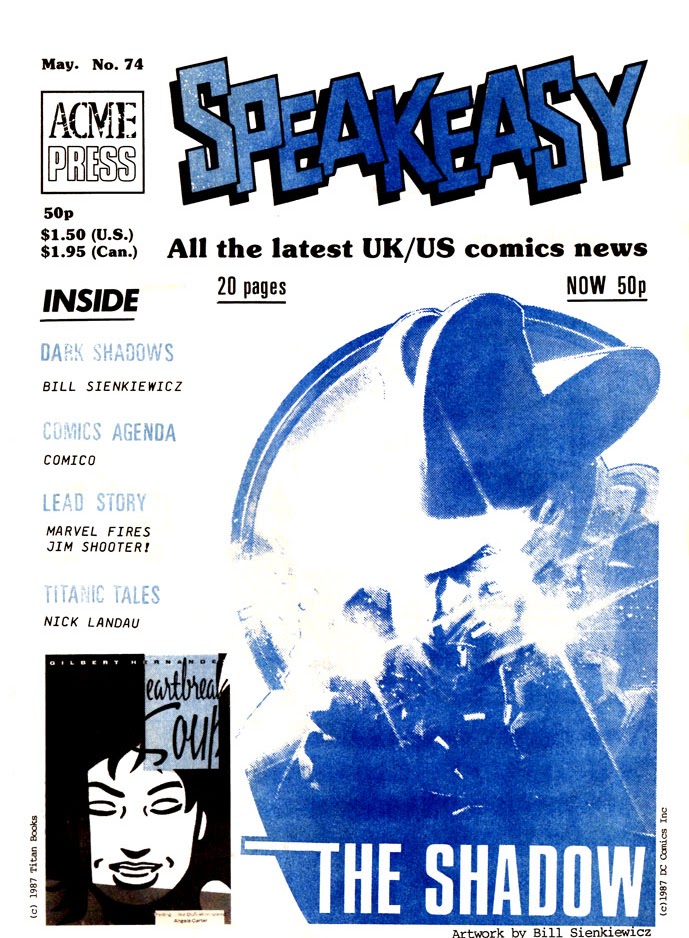 May. No. 74
ACME
PRESS
SPEAKEASY
50p
$1.50 (U.S.)
$1.95 (Can.)
All the latest UK/US comics news
INSIDE
20 pages
NOW 50p
DARK SHADOWS
BILL SIENKIEWICZ
COMICS AGENDA
COMICO
LEAD STORY
MARVEL FIRES
JIM SHOOTER!
TITANIC TALES
NICK LANDAU
GILBERT HERNANDE
eartbreak
Soup
Angela Carter
(c) 1987 Titan Books
THE SHADOW
(c)1987 DC Comics Inc
Artwork by Bill Sienkiewicz